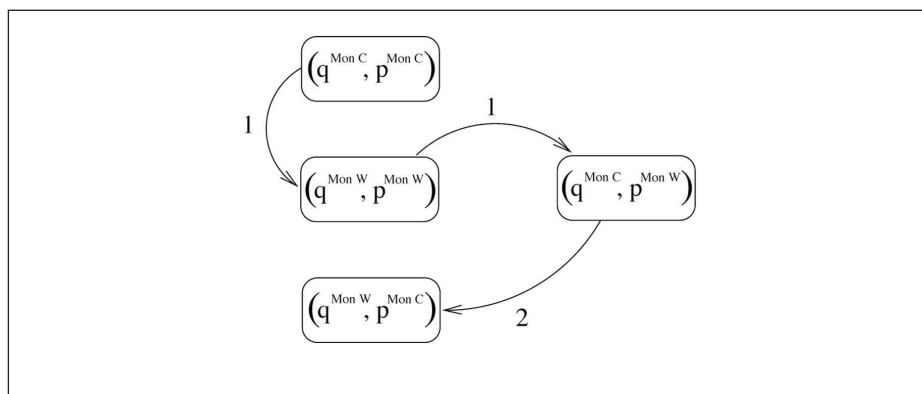 (q^Mon C, p^Mon C)
1
1
(q^Mon W, p^Mon W)
(q^Mon C, p^Mon W)
(q^Mon W, p^Mon C)
2